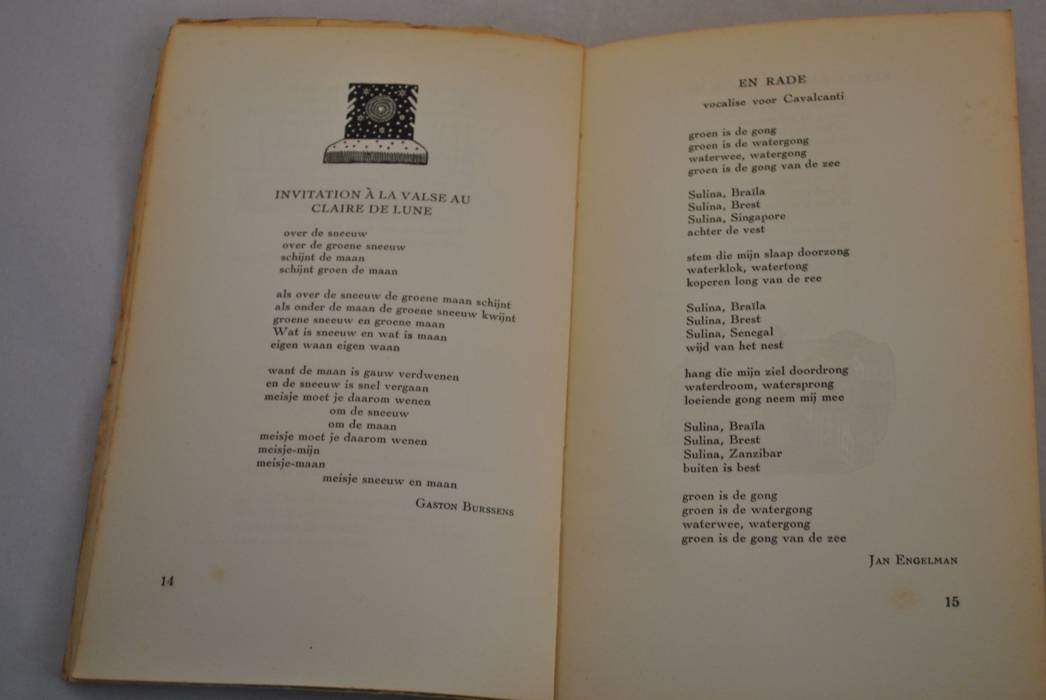 INVITATION À LA VALSE AU
CLAIRE DE LUNE
over de sneeuw
over de groene sneeuw
schijnt de maan
schijnt groen de maan
als over de sneeuw de groene maan schijnt
als onder de maan de groene sneeuw kwijnt
groene sneeuw en groene maan
Wat is sneeuw en wat is maan
eigen waan eigen waan
want de maan is gauw verdwenen
en de sneeuw is snel vergaan
meisje moet je daarom wenen
om de sneeuw
om de maan
meisje moet je daarom wenen
meisje-mijn
meisje-maan
meisje sneeuw en maan
GASTON BURSSENS
14
EN RADE
vocalise voor Cavalcanti
groen is de gong
groen is de watergong
waterwee, watergong
groen is de gong van de zee
Sulina, Braïla
Sulina, Brest
Sulina, Singapore
achter de vest
stem die mijn slaap doorzong
waterklok, watertong
koperen long van de ree
Sulina, Braïla
Sulina, Brest
Sulina, Senegal
wijd van het nest
hang die mijn ziel doordrong
waterdroom, watersprong
loeiende gong neem mij mee
Sulina, Braïla
Sulina, Brest
Sulina, Zanzibar
buiten is best
groen is de gong
groen is de watergong
waterwee, watergong
groen is de gong van de zee
JAN ENGELMAN
15